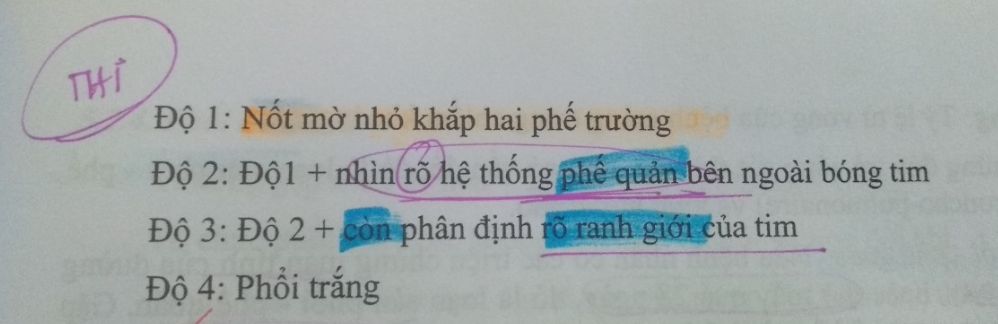 THI
Độ 1: Nốt mờ nhỏ khắp hai phế trường
Độ 2: Độ1 + nhìn rõ hệ thống phế quản bên ngoài bóng tim
Độ 3: Độ 2 + còn phân định rõ ranh giới của tim
Độ 4: Phổi trắng